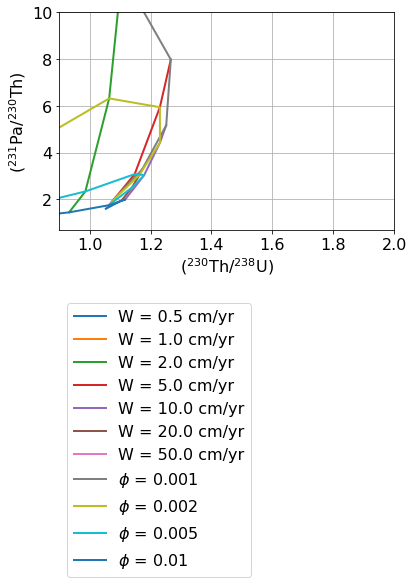 10
8
6
4
2
(²³¹Pa/²³⁰Th)
1.0 1.2 1.4 1.6 1.8 2.0
(²³⁰Th/²³⁸U)
W = 0.5 cm/yr
W = 1.0 cm/yr
W = 2.0 cm/yr
W = 5.0 cm/yr
W = 10.0 cm/yr
W = 20.0 cm/yr
W = 50.0 cm/yr
ϕ = 0.001
ϕ = 0.002
ϕ = 0.005
ϕ = 0.01